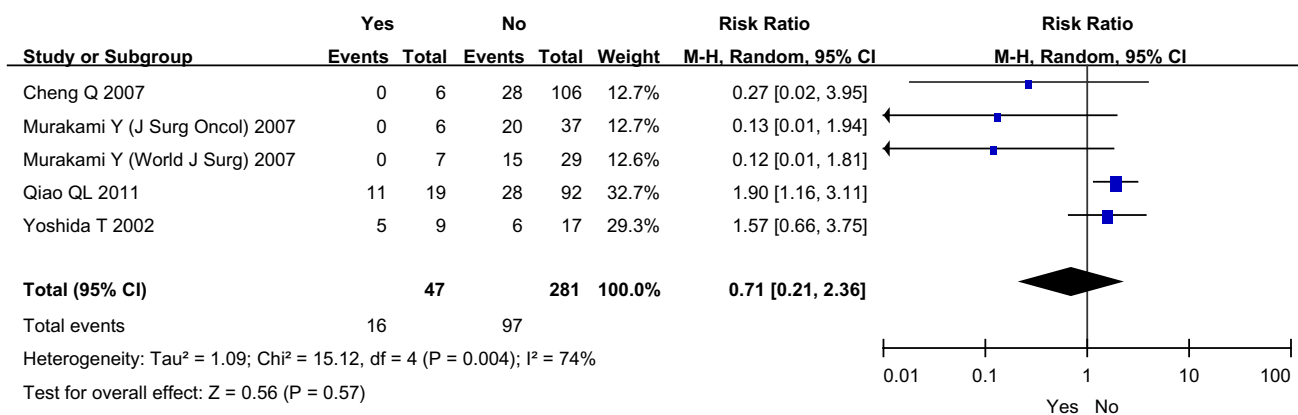 Yes No Risk Ratio Risk Ratio
Study or Subgroup Events Total Events Total Weight M-H, Random, 95% CI M-H, Random, 95% CI
Cheng Q 2007 0 6 28 106 12.7% 0.27 [0.02, 3.95]
Murakami Y (J Surg Oncol) 2007 0 6 20 37 12.7% 0.13 [0.01, 1.94]
Murakami Y (World J Surg) 2007 0 7 15 29 12.6% 0.12 [0.01, 1.81]
Qiao QL 2011 11 19 28 92 32.7% 1.90 [1.16, 3.11]
Yoshida T 2002 5 9 6 17 29.3% 1.57 [0.66, 3.75]
Total (95% CI) 47 281 100.0% 0.71 [0.21, 2.36]
Total events 16 97
Heterogeneity: Tau² = 1.09; Chi² = 15.12, df = 4 (P = 0.004); I² = 74%
Test for overall effect: Z = 0.56 (P = 0.57)
0.01 0.1 1 10 100
Yes No